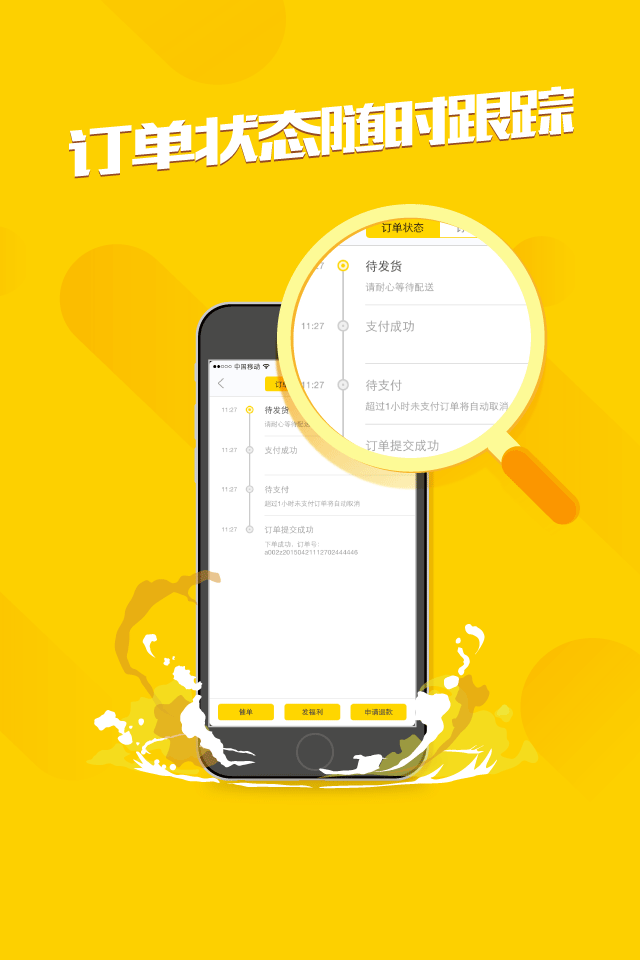 订单状态随时跟踪
订单状态
11:27 待发货
请耐心等待配送
11:27 支付成功
11:27 待支付
超过1小时未支付订单将自动取消
订单提交成功
中国移动
11:27 待发货
请耐心等待配送
11:27 支付成功
11:27 待支付
超过1小时未支付订单将自动取消
11:27 订单提交成功
下单成功，订单号：
a002z20150421112702444446
催单 发福利 申请退款